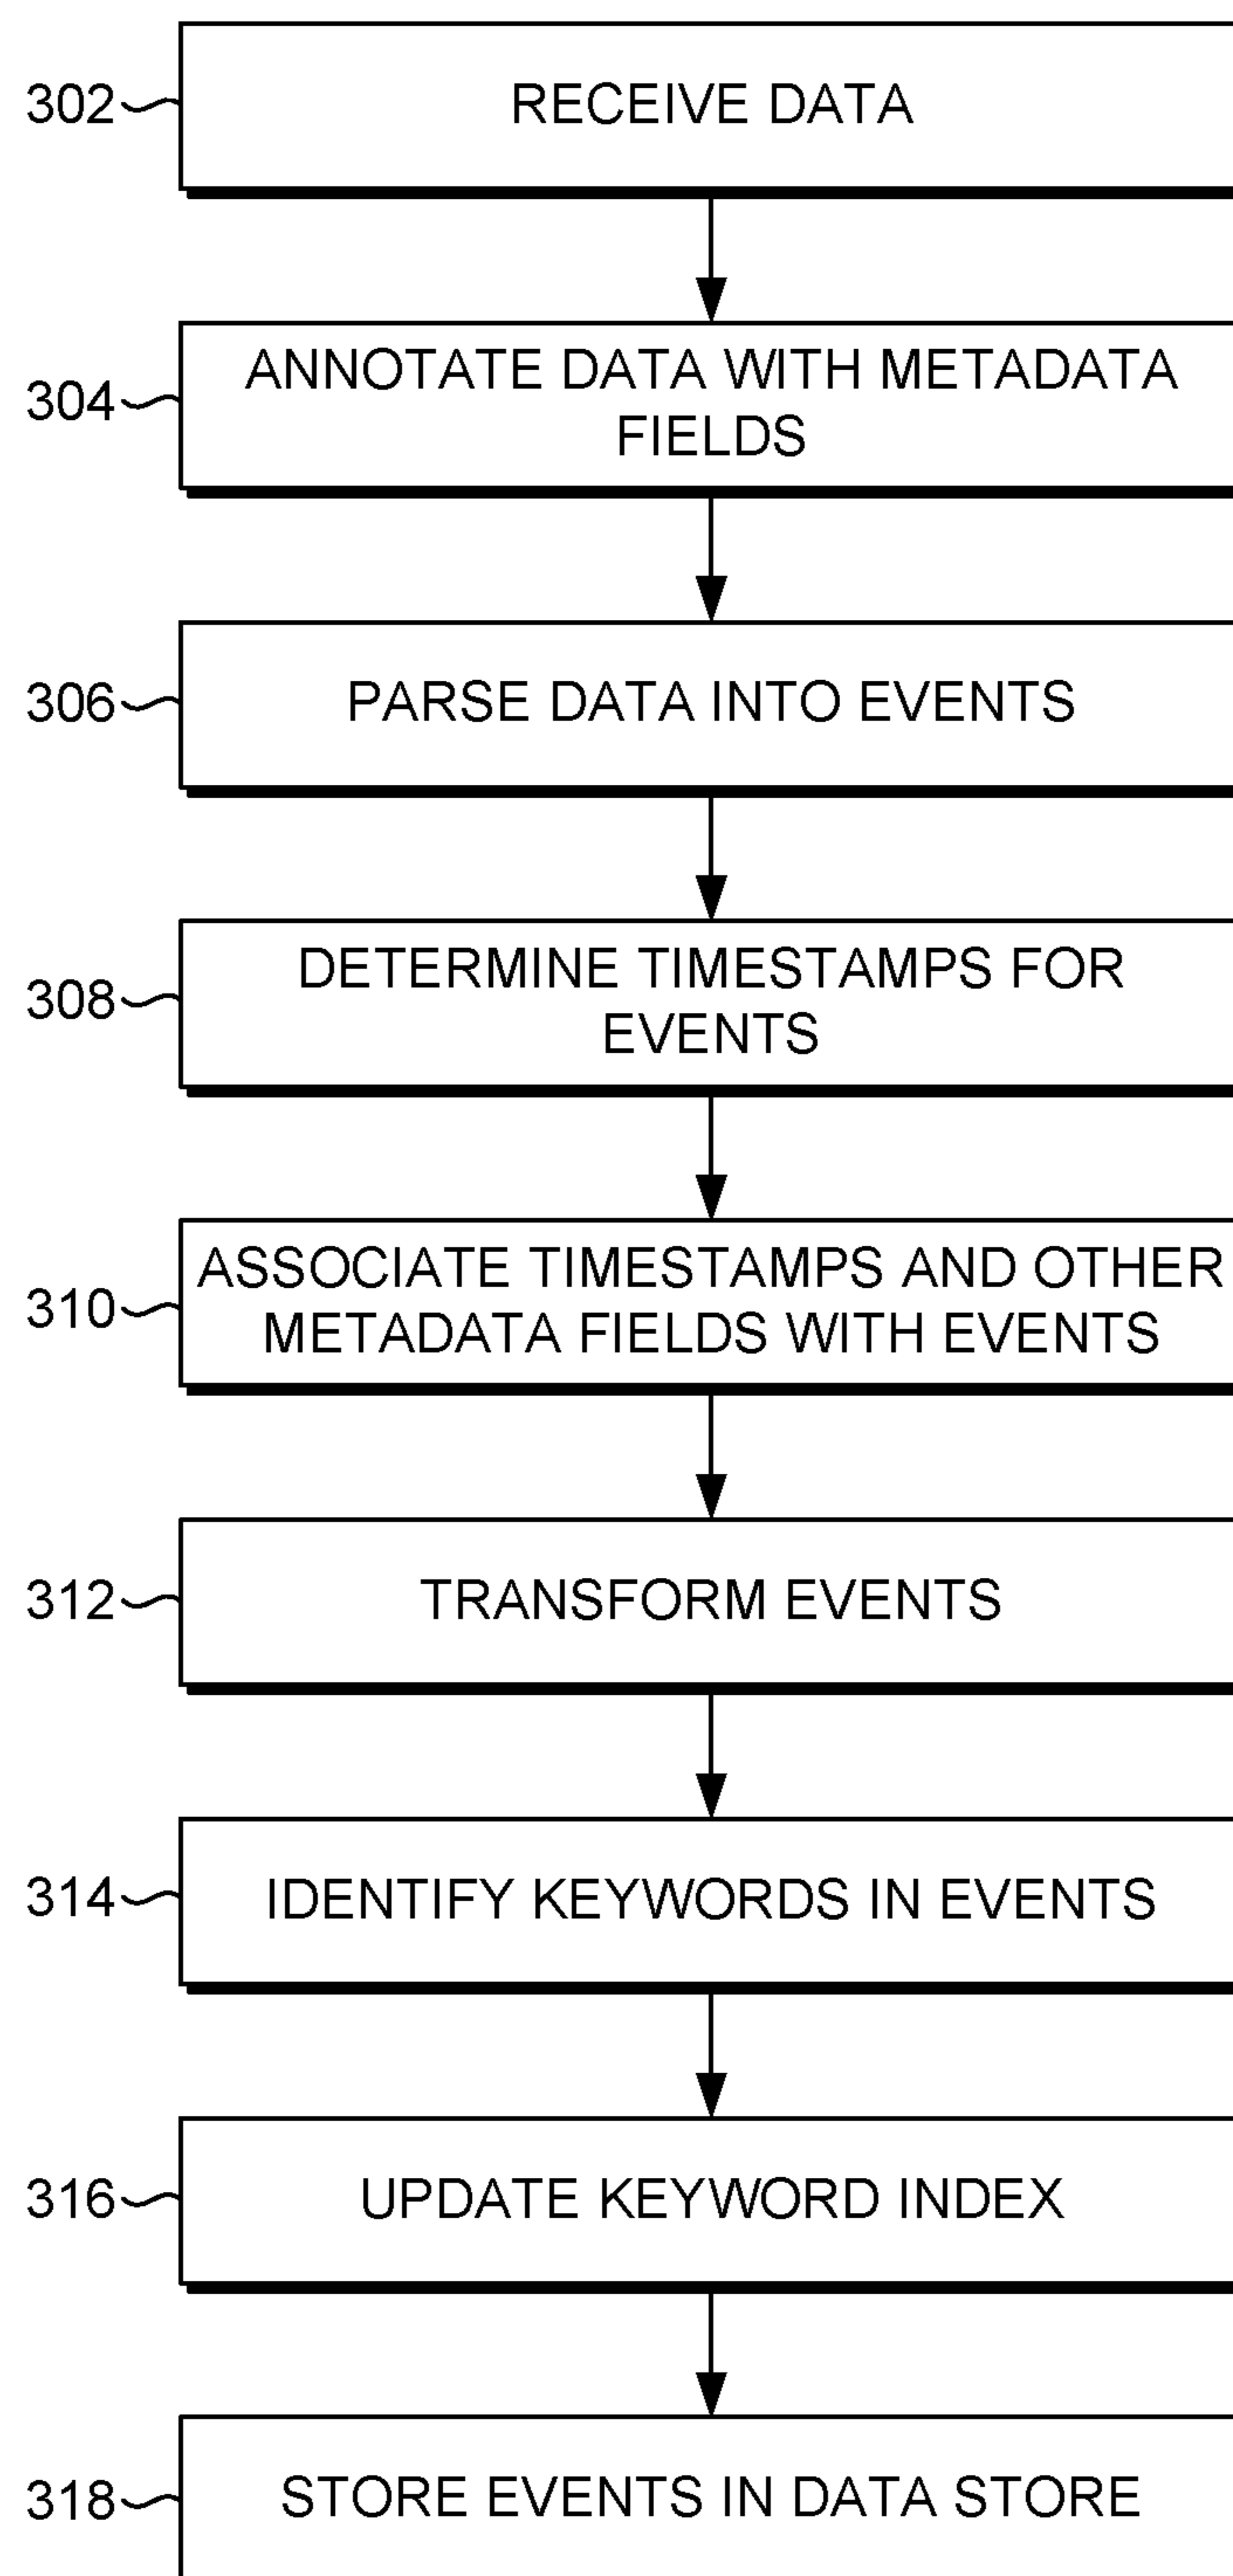 302
RECEIVE DATA
304
ANNOTATE DATA WITH METADATA
FIELDS
306
PARSE DATA INTO EVENTS
308
DETERMINE TIMESTAMPS FOR
EVENTS
310
ASSOCIATE TIMESTAMPS AND OTHER
METADATA FIELDS WITH EVENTS
312
TRANSFORM EVENTS
314
IDENTIFY KEYWORDS IN EVENTS
316
UPDATE KEYWORD INDEX
318
STORE EVENTS IN DATA STORE